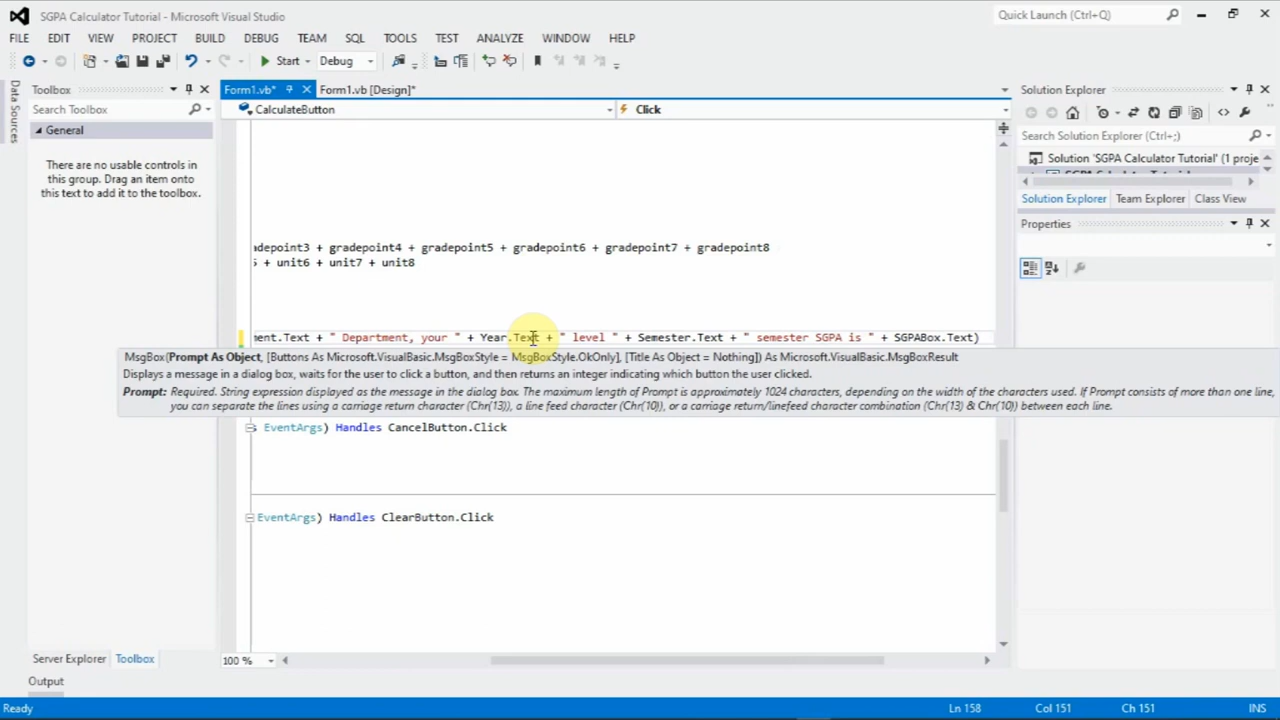 SGPA Calculator Tutorial - Microsoft Visual Studio
Quick Launch (Ctrl+Q)
FILE EDIT VIEW PROJECT BUILD DEBUG TEAM SQL TOOLS TEST ANALYZE WINDOW HELP
Start Debug
Data Sources
Toolbox
Search Toolbox
General
There are no usable controls in
this group. Drag an item onto
this text to add it to the toolbox.
Form1.vb* Form1.vb [Design]*
CalculateButton Click
adepoint3 + gradepoint4 + gradepoint5 + gradepoint6 + gradepoint7 + gradepoint8
+ unit6 + unit7 + unit8
ment.Text + " Department, your " + Year.Text + " level " + Semester.Text + " semester SGPA is " + SGPABox.Text)
MsgBox(Prompt As Object, [Buttons As Microsoft.VisualBasic.MsgBoxStyle = MsgBoxStyle.OkOnly], [Title As Object = Nothing]) As Microsoft.VisualBasic.MsgBoxResult
Displays a message in a dialog box, waits for the user to click a button, and then returns an integer indicating which button the user clicked.
Prompt: Required. String expression displayed as the message in the dialog box. The maximum length of Prompt is approximately 1024 characters, depending on the width of the characters used. If Prompt consists of more than one line,
you can separate the lines using a carriage return character (Chr(13)), a line feed character (Chr(10)), or a carriage return/linefeed character combination (Chr(13) & Chr(10)) between each line.
s EventArgs) Handles CancelButton.Click
EventArgs) Handles ClearButton.Click
100 %
Solution Explorer
Search Solution Explorer (Ctrl+;)
Solution 'SGPA Calculator Tutorial' (1 proje
Solution Explorer Team Explorer Class View
Properties
Server Explorer Toolbox
Output
Ready
Ln 158 Col 151 Ch 151 INS